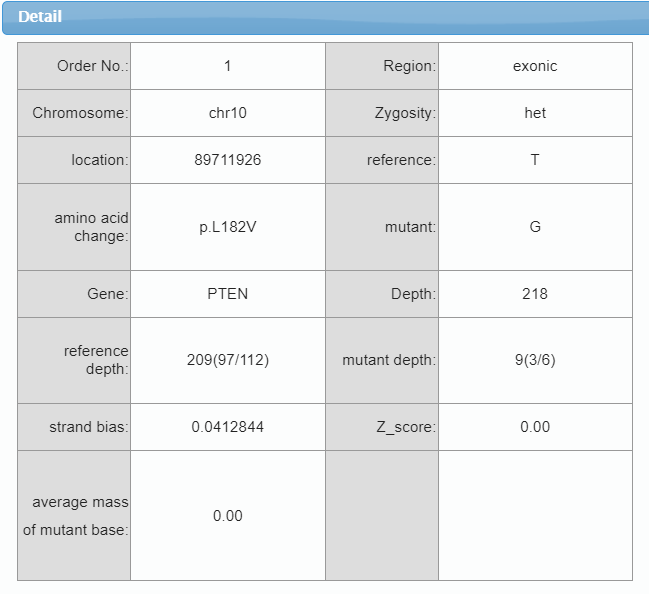 Detail
Order No.: 1 Region: exonic
Chromosome: chr10 Zygosity: het
location: 89711926 reference: T
amino acid
change: p.L182V mutant: G
Gene: PTEN Depth: 218
reference
depth: 209(97/112) mutant depth: 9(3/6)
strand bias: 0.0412844 Z_score: 0.00
average mass
of mutant base: 0.00